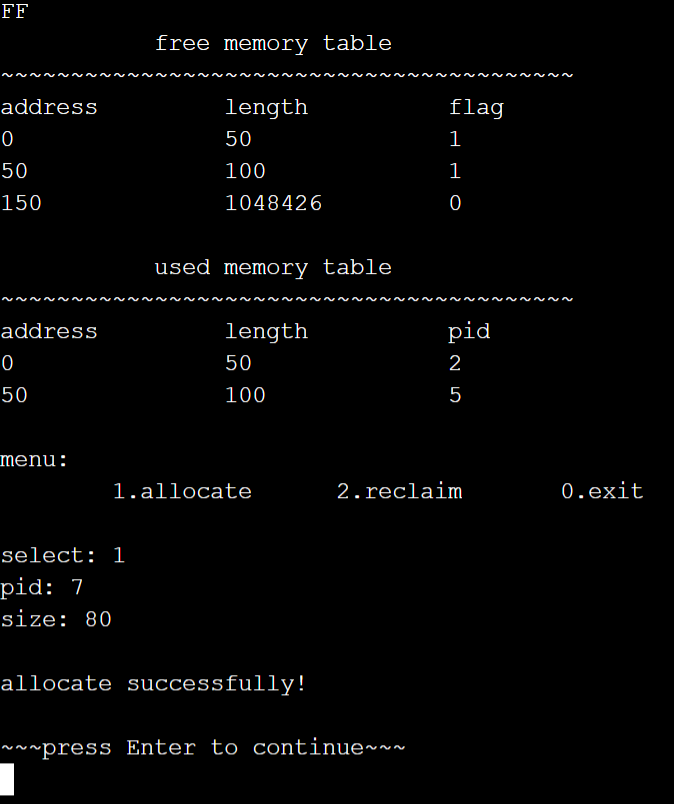 FF
free memory table
~~~~~~~~~~~~~~~~~~~~~~~~~~~~~~~~~~~~~~~~~
address length flag
0 50 1
50 100 1
150 1048426 0
used memory table
~~~~~~~~~~~~~~~~~~~~~~~~~~~~~~~~~~~~~~~~~
address length pid
0 50 2
50 100 5
menu:
1.allocate 2.reclaim 0.exit
select: 1
pid: 7
size: 80
allocate successfully!
~~~press Enter to continue~~~